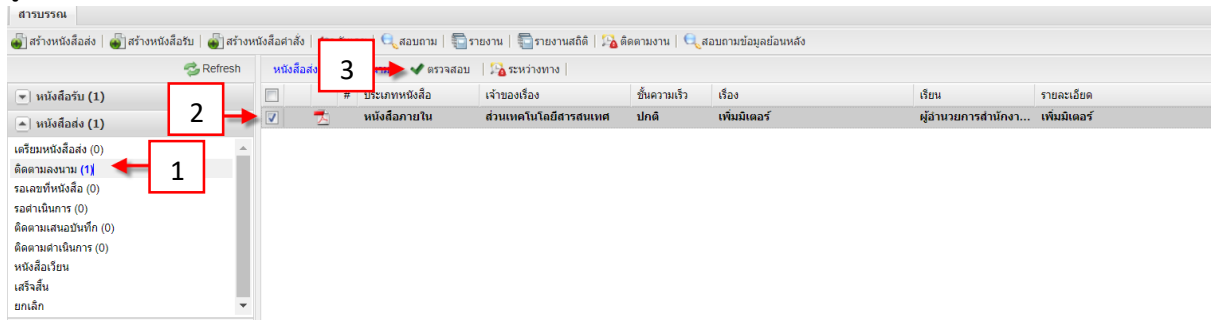 สารบรรณ
สร้างหนังสือส่ง สร้างหนังสือรับ สร้างหนังสือคำสั่ง สอบถาม รายงาน รายงานสถิติ ติดตามงาน สอบถามข้อมูลย้อนหลัง
Refresh หนังสือส่ง 3 ตรวจสอบ ระหว่างทาง
หนังสือรับ (1) # ประเภทหนังสือ เจ้าของเรื่อง ชั้นความเร็ว เรื่อง เรียน รายละเอียด
หนังสือส่ง (1) 2 หนังสือภายใน ส่วนเทคโนโลยีสารสนเทศ ปกติ เพิ่มมิเตอร์ ผู้อำนวยการสำนักงา... เพิ่มมิเตอร์
เตรียมหนังสือส่ง (0)
ติดตามลงนาม (1) 1
รอเลขที่หนังสือ (0)
รอดำเนินการ (0)
ติดตามเสนอบันทึก (0)
ติดตามดำเนินการ (0)
หนังสือเวียน
เสร็จสิ้น
ยกเลิก